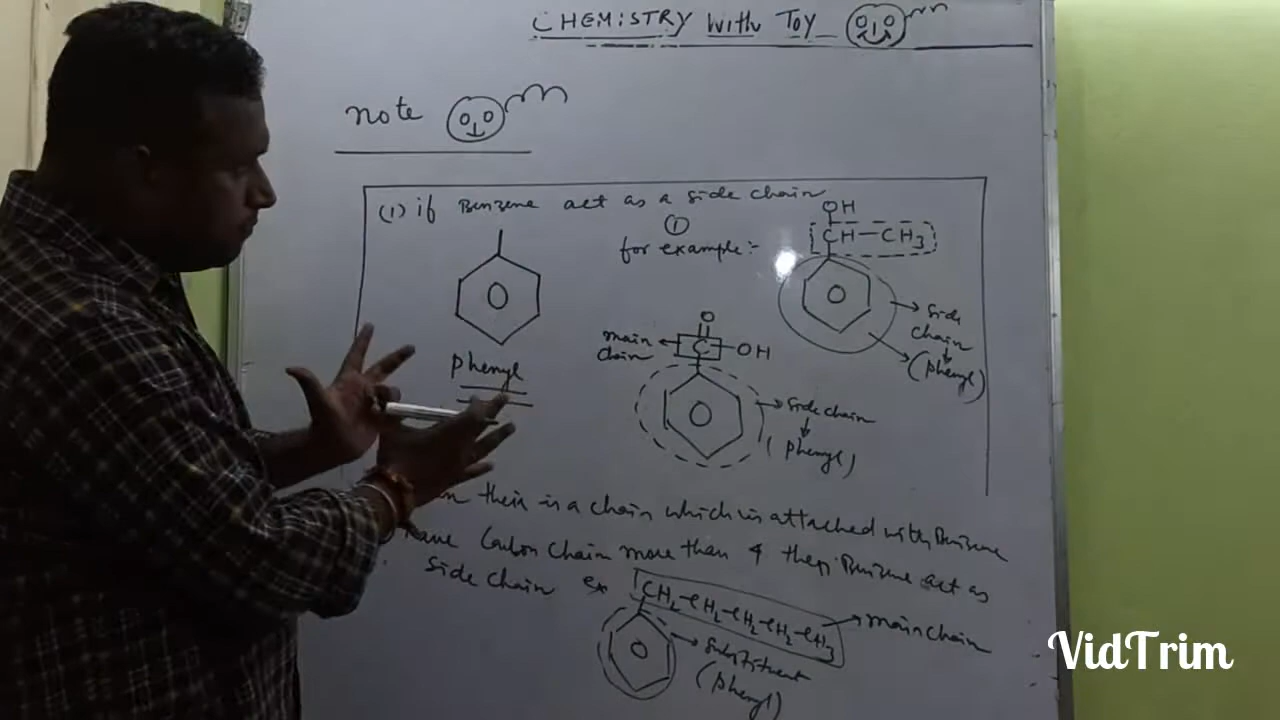 CHEMISTRY With TOY
note
(1) if Benzene act as a side chain
①
for example:-
OH
CH-CH3
Side
chain
(phenyl)
Phenyl
O
main
chain
C
OH
Side chain
(phenyl)
their is a chain which is attached with Benzene
Carbon chain more than 4 then Benzene act as
side chain ex
CH2-CH2-CH2-CH2-CH3
main chain
Substituent
(phenyl)
VidTrim